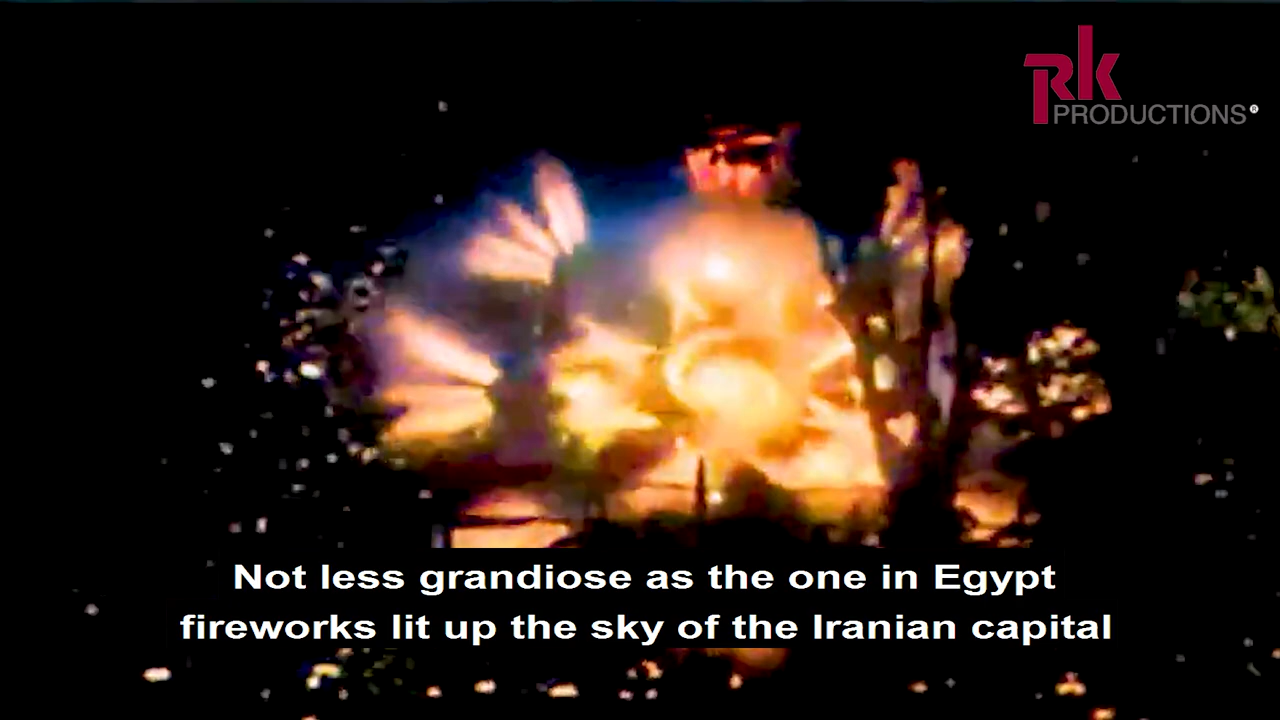 RK
PRODUCTIONS®
Not less grandiose as the one in Egypt
fireworks lit up the sky of the Iranian capital